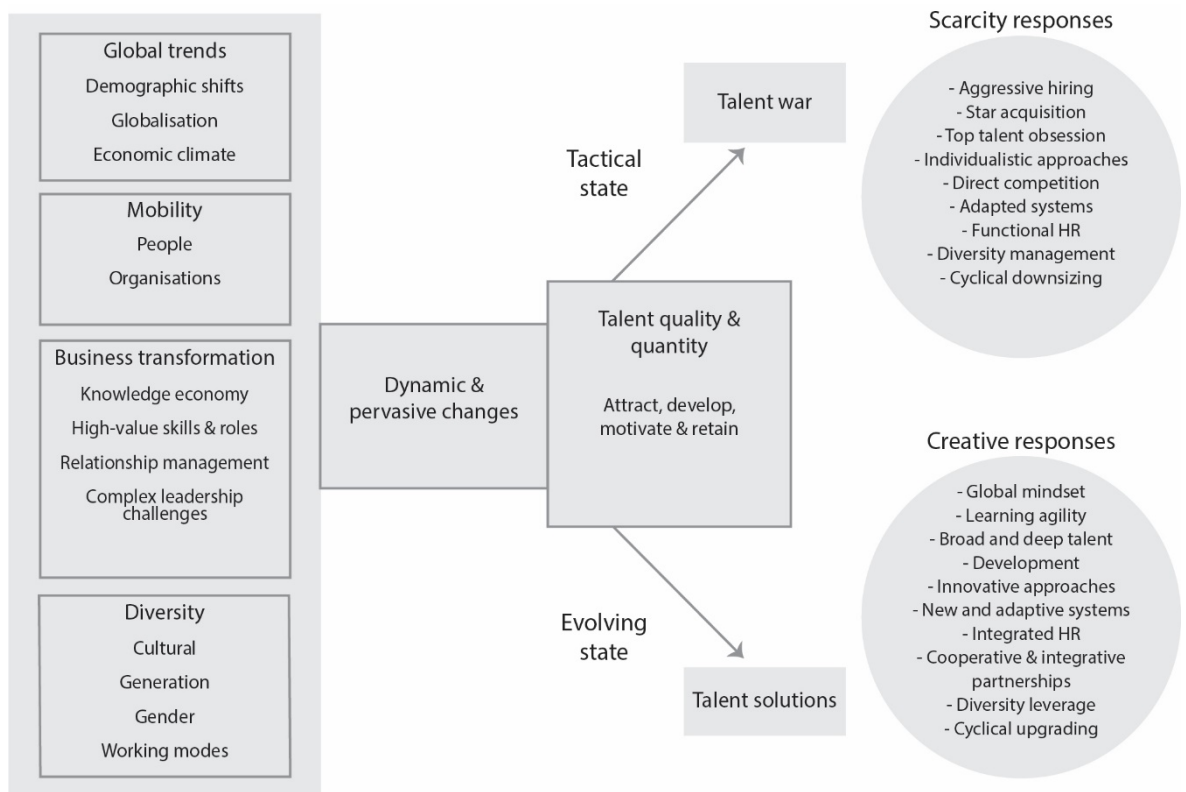 Global trends
Demographic shifts
Globalisation
Economic climate
Mobility
People
Organisations
Business transformation
Knowledge economy
High-value skills & roles
Relationship management
Complex leadership
challenges
Diversity
Cultural
Generation
Gender
Working modes
Dynamic &
pervasive changes
Talent quality &
quantity
Attract, develop,
motivate & retain
Tactical
state
Talent war
Evolving
state
Talent solutions
Scarcity responses
- Aggressive hiring
- Star acquisition
- Top talent obsession
- Individualistic approaches
- Direct competition
- Adapted systems
- Functional HR
- Diversity management
- Cyclical downsizing
Creative responses
- Global mindset
- Learning agility
- Broad and deep talent
- Development
- Innovative approaches
- New and adaptive systems
- Integrated HR
- Cooperative & integrative
partnerships
- Diversity leverage
- Cyclical upgrading